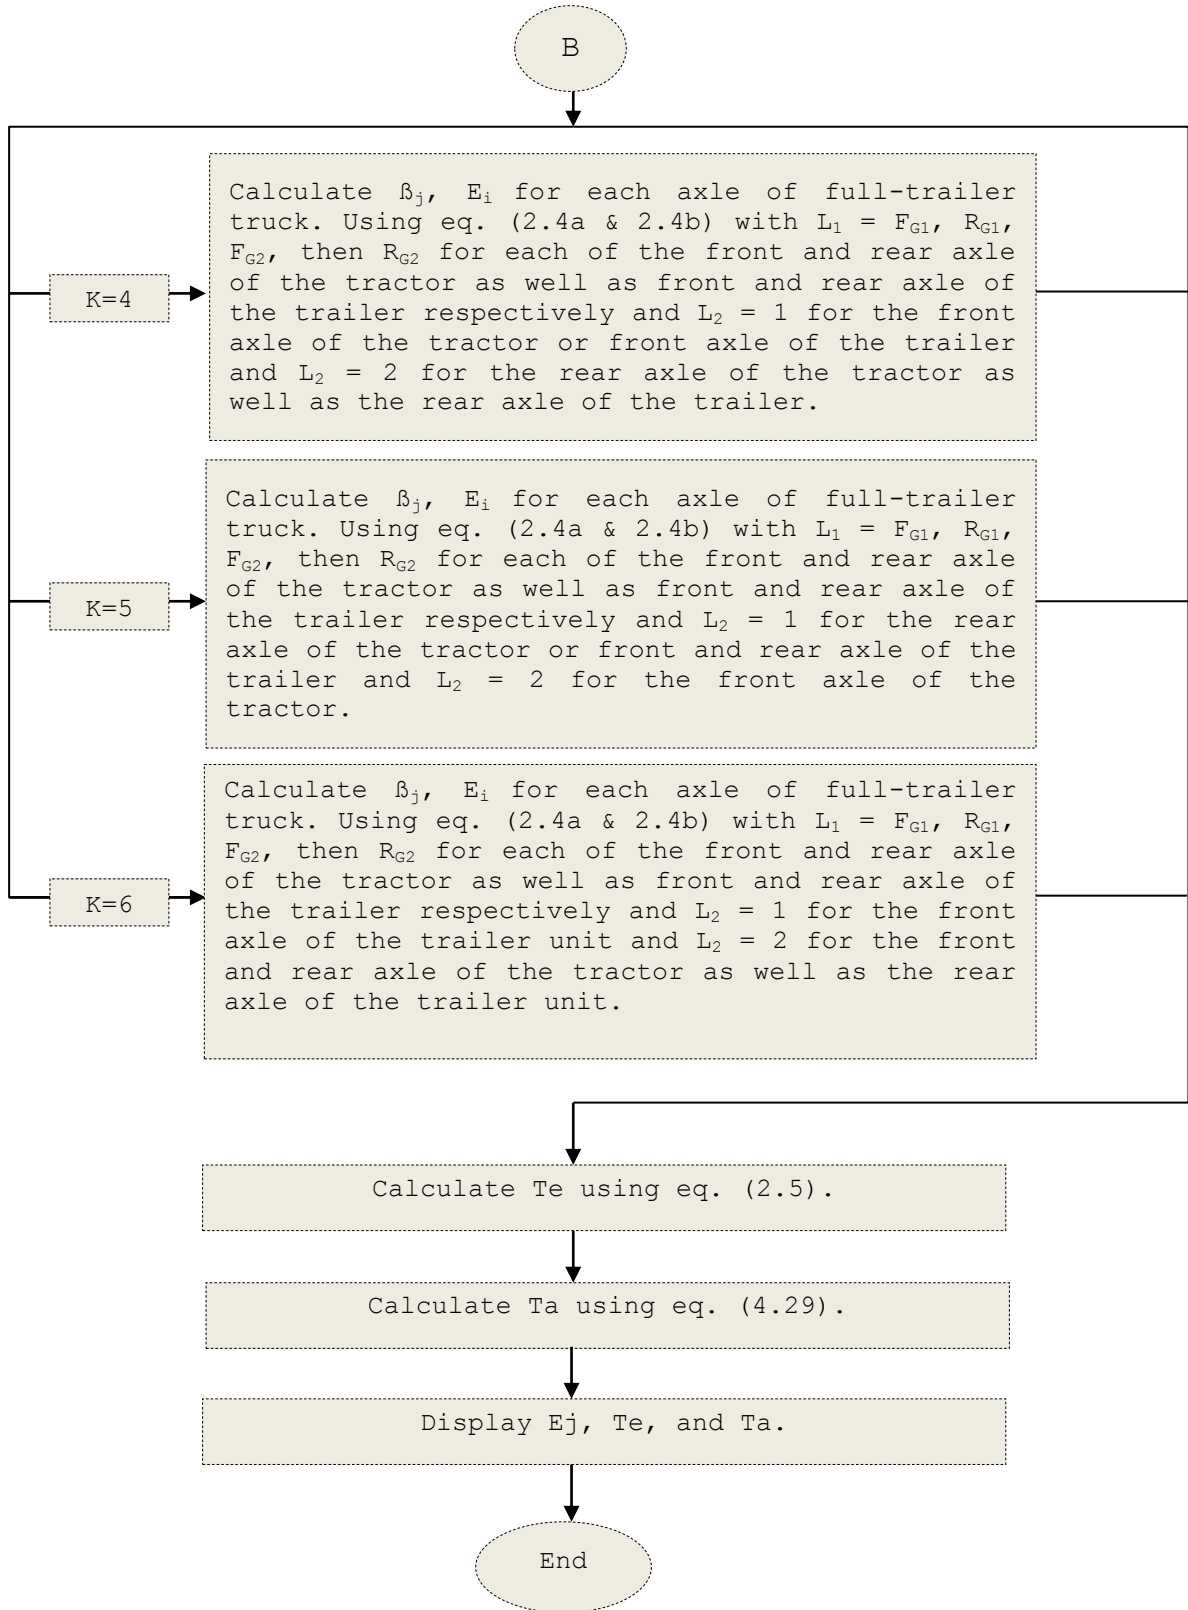 B
Calculate ß_j, E_i for each axle of full-trailer
truck. Using eq. (2.4a & 2.4b) with L_1 = F_G1, R_G1,
F_G2, then R_G2 for each of the front and rear axle
of the tractor as well as front and rear axle of
the trailer respectively and L_2 = 1 for the front
axle of the tractor or front axle of the trailer
and L_2 = 2 for the rear axle of the tractor as
well as the rear axle of the trailer.
K=4
Calculate ß_j, E_i for each axle of full-trailer
truck. Using eq. (2.4a & 2.4b) with L_1 = F_G1, R_G1,
F_G2, then R_G2 for each of the front and rear axle
of the tractor as well as front and rear axle of
the trailer respectively and L_2 = 1 for the rear
axle of the tractor or front and rear axle of the
trailer and L_2 = 2 for the front axle of the
tractor.
K=5
Calculate ß_j, E_i for each axle of full-trailer
truck. Using eq. (2.4a & 2.4b) with L_1 = F_G1, R_G1,
F_G2, then R_G2 for each of the front and rear axle
of the tractor as well as front and rear axle of
the trailer respectively and L_2 = 1 for the front
axle of the trailer unit and L_2 = 2 for the front
and rear axle of the tractor as well as the rear
axle of the trailer unit.
K=6
Calculate Te using eq. (2.5).
Calculate Ta using eq. (4.29).
Display Ej, Te, and Ta.
End